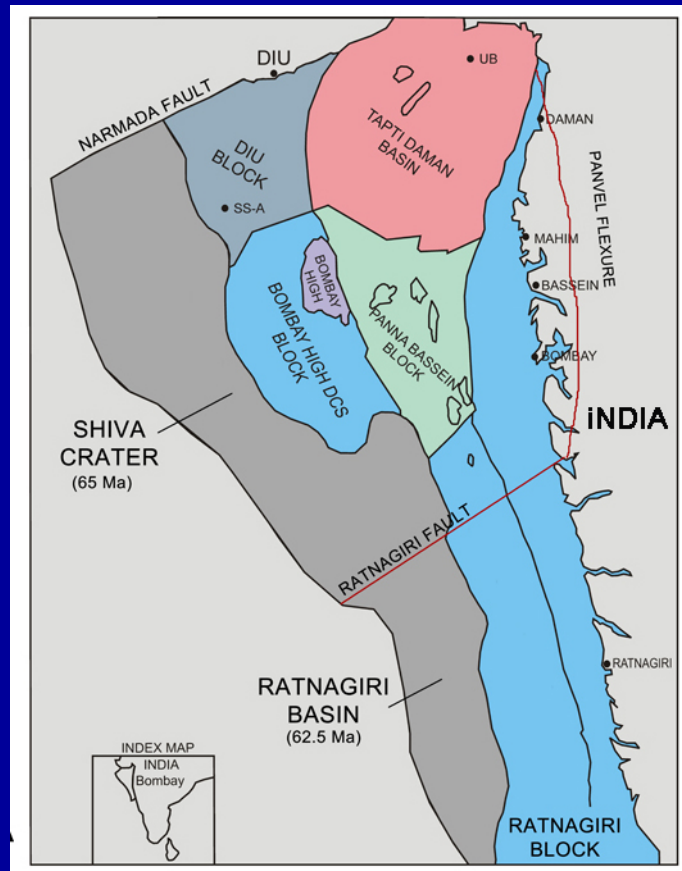 DIU
UB
NARMADA FAULT
TAPTI DAMAN
BASIN
DAMAN
DIU
BLOCK
PANVEL FLEXURE
SS-A
MAHIM
BOMBAY
HIGH
BASSEIN
BOMBAY HIGH DCS
BLOCK
PANNA BASSEIN
BLOCK
BOMBAY
iNDIA
SHIVA
CRATER
(65 Ma)
RATNAGIRI FAULT
RATNAGIRI
RATNAGIRI
BASIN
(62.5 Ma)
INDEX MAP
INDIA
Bombay
RATNAGIRI
BLOCK